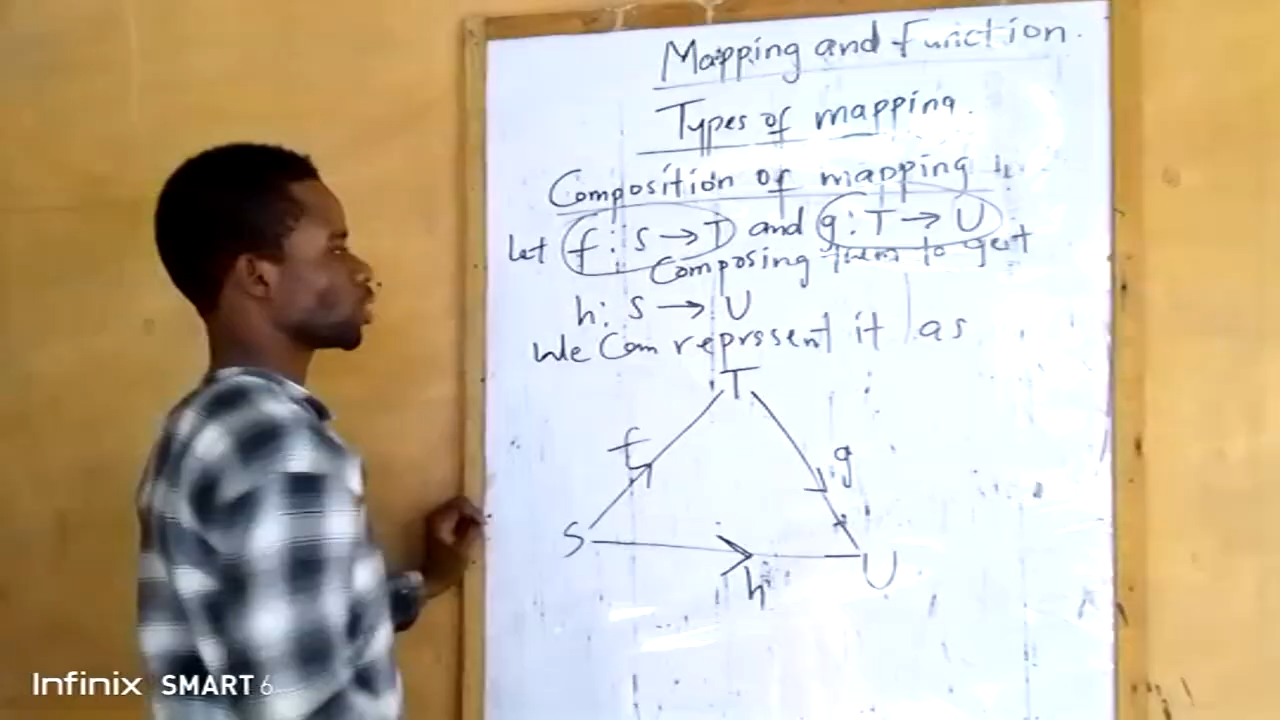 Mapping and function.
Types of mapping.
Composition of mapping
Let f: S → T and g: T → U
Composing them to get
h: S → U
We Can reprssent it as
T
f
g
S
U
h
Infinix SMART 6